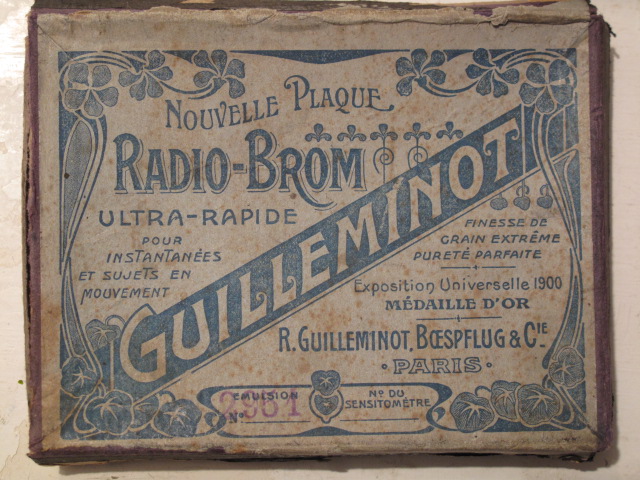 NOUVELLE PLAQUE
RADIO-BROM
ULTRA-RAPIDE
POUR
INSTANTANÉES
ET SUJETS EN
MOUVEMENT
GUILLEMINOT
FINESSE DE
GRAIN EXTRÊME
PURETÉ PARFAITE
Exposition Universelle 1900
MÉDAILLE D'OR
R. GUILLEMINOT, BŒSPFLUG & CIE
PARIS
EMULSION
No
No DU
SENSITOMÈTRE